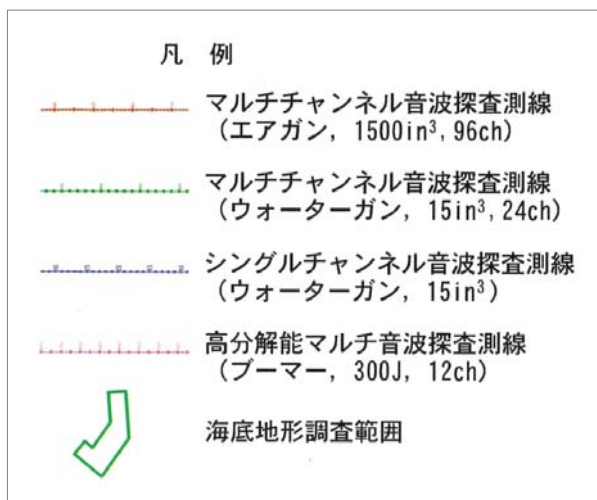 凡 例
マルチチャンネル音波探査測線
(エアガン, 1500in³, 96ch)
マルチチャンネル音波探査測線
(ウォーターガン, 15in³, 24ch)
シングルチャンネル音波探査測線
(ウォーターガン, 15in³)
高分解能マルチ音波探査測線
(ブーマー, 300J, 12ch)
海底地形調査範囲